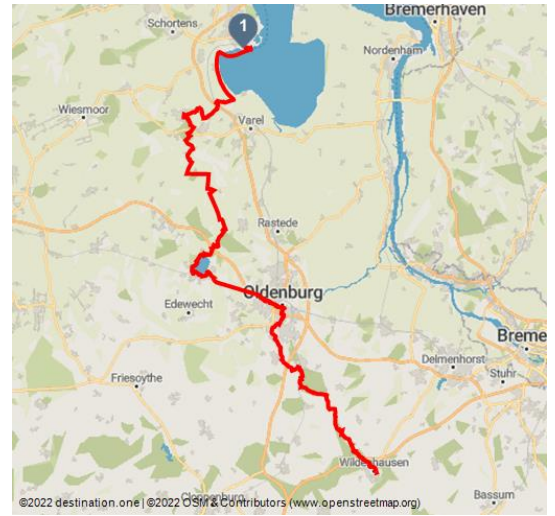 Bremerhaven
Schortens
1
Nordenham
Wiesmoor
Varel
Rastede
Oldenburg
Edewecht
Breme
Delmenhorst
Stuhr
Friesoythe
Wildeshausen
Cloppenburg
Bassum
©2022 destination.one | ©2022 OSM & Contributors (www.openstreetmap.org)